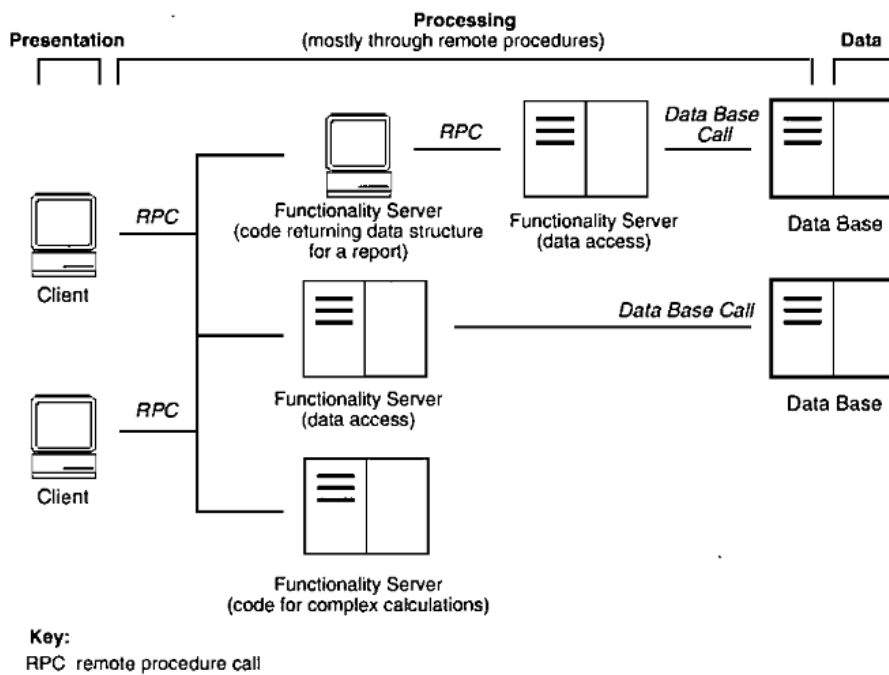 Presentation
Processing
(mostly through remote procedures)
Data
RPC
Data Base
Call
Functionality Server
(code returning data structure
for a report)
Functionality Server
(data access)
Data Base
RPC
Client
Data Base Call
Functionality Server
(data access)
Data Base
RPC
Client
Functionality Server
(code for complex calculations)
Key:
RPC remote procedure call